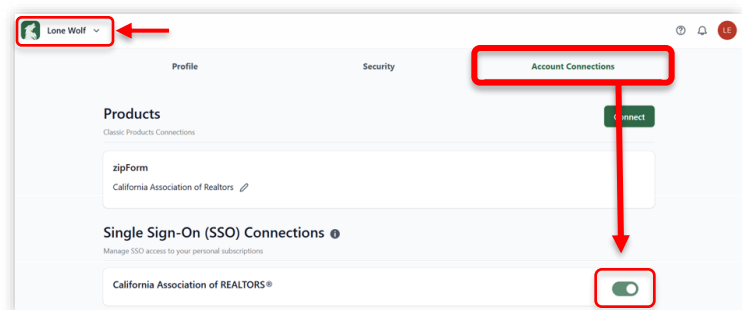 Lone Wolf
LE
Profile
Security
Account Connections
Products
Connect
Classic Products Connections
zipForm
California Association of Realtors
Single Sign-On (SSO) Connections
Manage SSO access to your personal subscriptions
California Association of REALTORS®